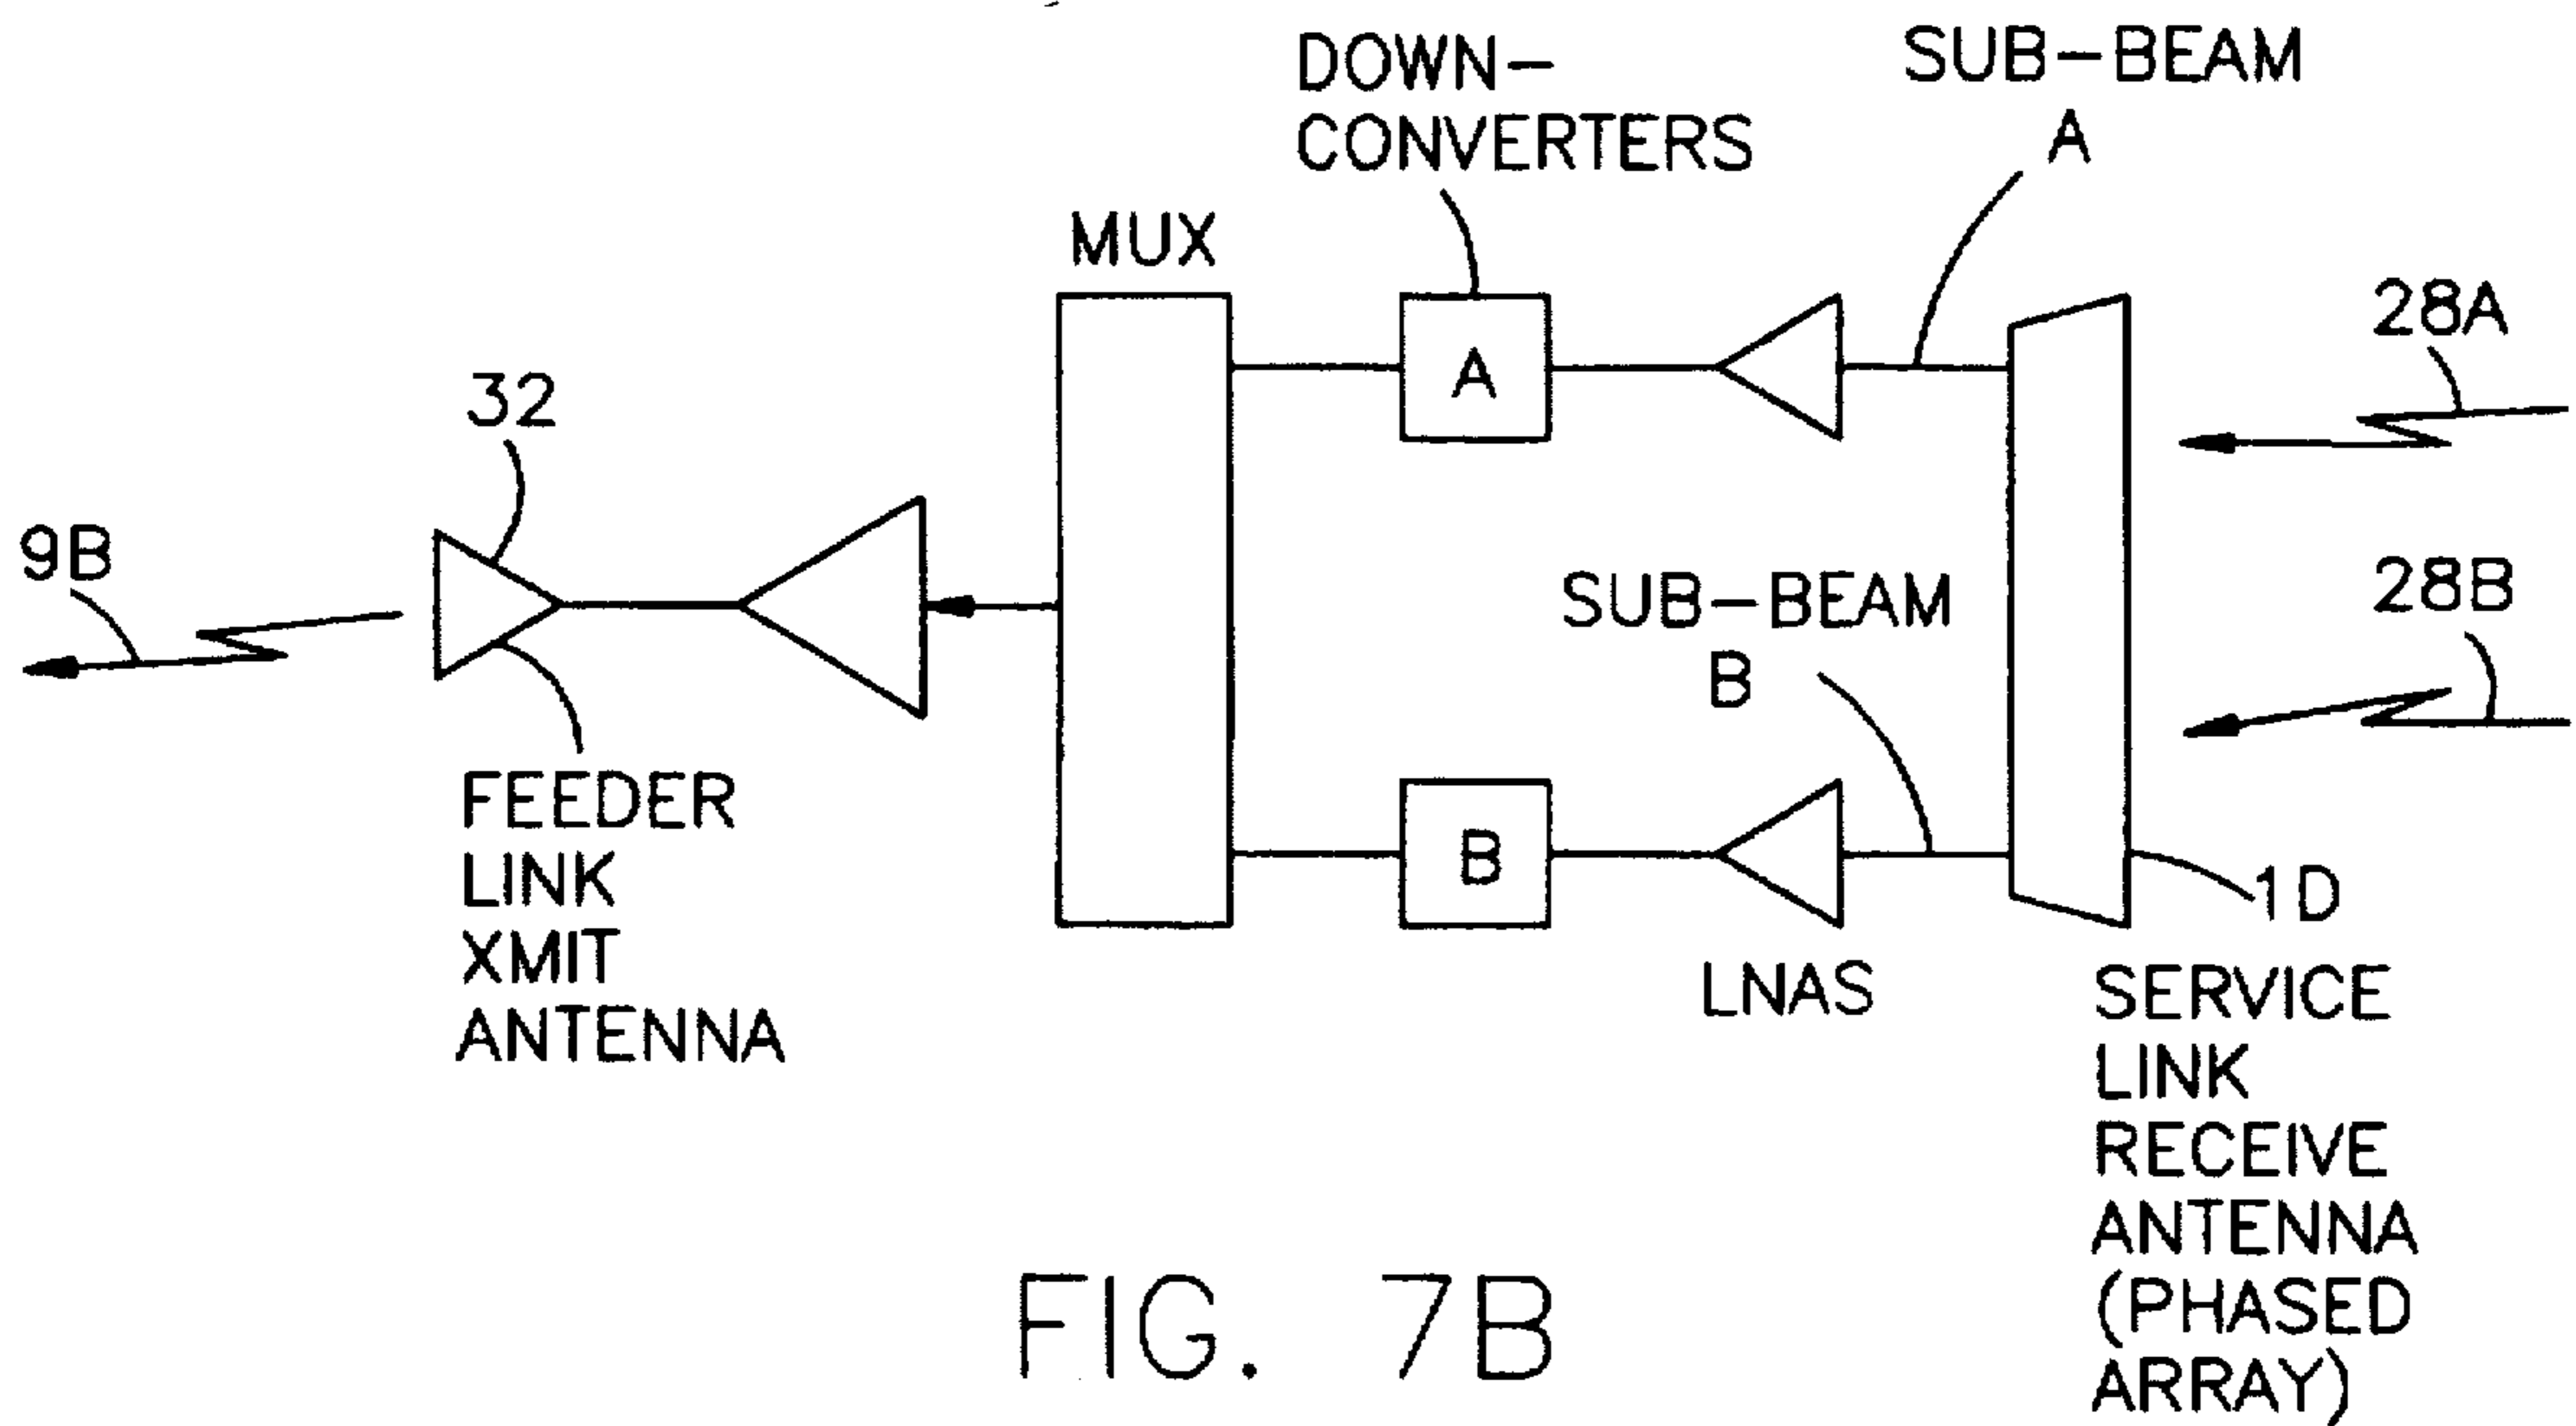 DOWN-
CONVERTERS
SUB-BEAM
A
MUX
28A
A
32
9B
SUB-BEAM
B
28B
FEEDER
LINK
XMIT
ANTENNA
B
LNAS
1D
SERVICE
LINK
RECEIVE
ANTENNA
(PHASED
ARRAY)
FIG. 7B